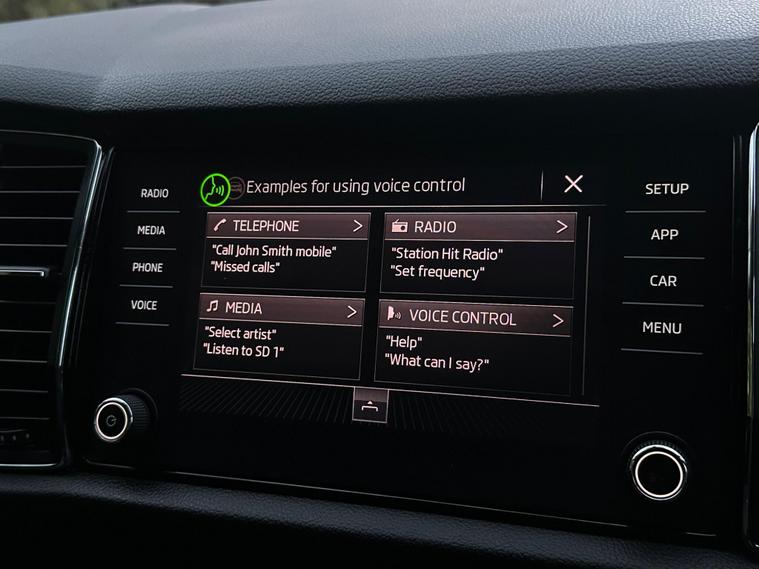 Examples for using voice control
RADIO
MEDIA
PHONE
VOICE
TELEPHONE
"Call John Smith mobile"
"Missed calls"
RADIO
"Station Hit Radio"
"Set frequency"
MEDIA
"Select artist"
"Listen to SD 1"
VOICE CONTROL
"Help"
"What can I say?"
SETUP
APP
CAR
MENU